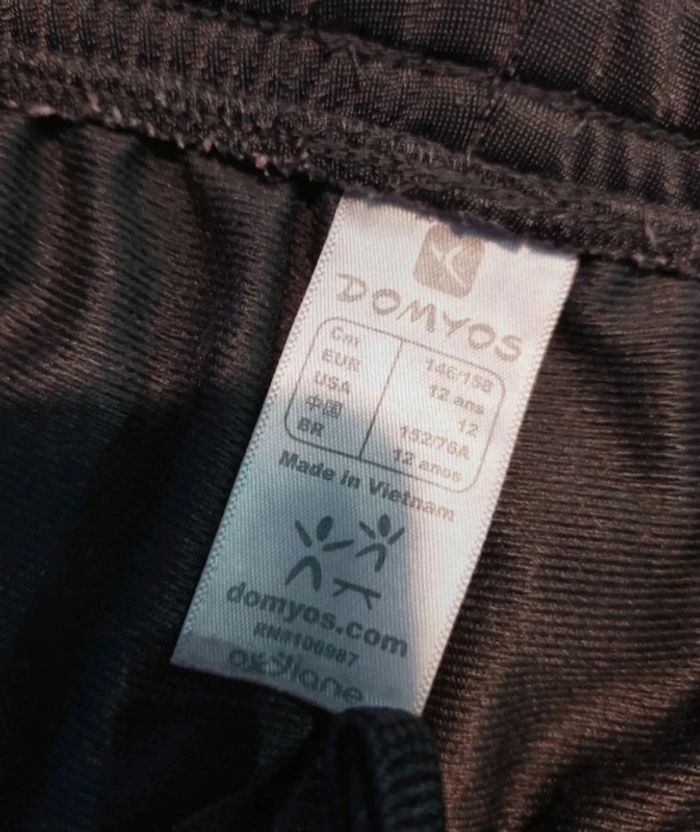 DOMYOS
Cm 146/158
EUR 12 ans
USA 12
中国 152/76A
BR 12 anos
Made in Vietnam
domyos.com
RN#106987
oxylane